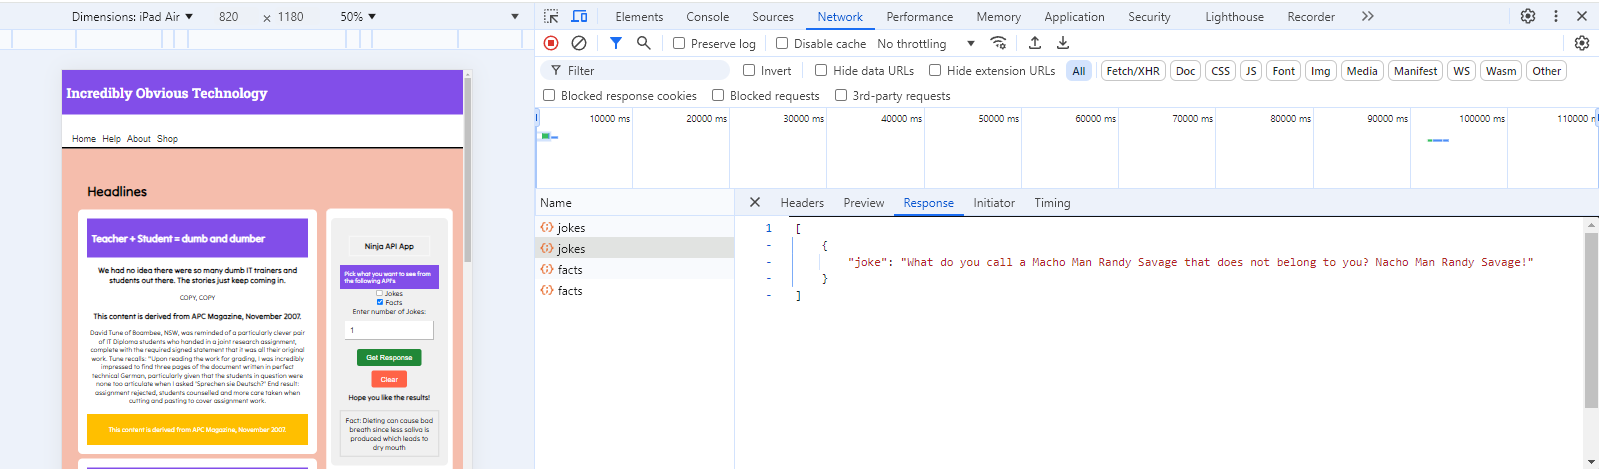 Dimensions: iPad Air 820 × 1180 50%
Incredibly Obvious Technology
Home Help About Shop
Headlines
Teacher + Student = dumb and dumber
We had no idea there were so many dumb IT trainers and
students out there. The stories just keep coming in.
COPY, COPY
This content is derived from APC Magazine, November 2007.
David Tune of Boambee, NSW, was reminded of a particularly clever pair
of IT Diploma students who handed in a joint research assignment,
complete with the required signed statement that it was all their original
work. Tune recalls: "Upon reading the work for grading, I was incredibly
impressed to find three pages of the document written in perfect
technical German, particularly given that the students in question were
none too articulate when I asked 'Sprechen sie Deutsch?' End result:
assignment rejected, students counselled and more care taken when
cutting and pasting to cover assignment work.
This content is derived from APC Magazine, November 2007.
Ninja API App
Pick what you want to see from
the following API's
Jokes
Facts
Enter number of Jokes:
1
Get Response
Clear
Hope you like the results!
Fact: Dieting can cause bad
breath since less saliva is
produced which leads to
dry mouth
Elements Console Sources Network Performance Memory Application Security Lighthouse Recorder
Preserve log Disable cache No throttling
Filter Invert Hide data URLs Hide extension URLs All Fetch/XHR Doc CSS JS Font Img Media Manifest WS Wasm Other
Blocked response cookies Blocked requests 3rd-party requests
10000 ms 20000 ms 30000 ms 40000 ms 50000 ms 60000 ms 70000 ms 80000 ms 90000 ms 100000 ms 110000 m
Name
jokes
jokes
facts
facts
Headers Preview Response Initiator Timing
1 [
- {
- "joke": "What do you call a Macho Man Randy Savage that does not belong to you? Nacho Man Randy Savage!"
- }
- ]